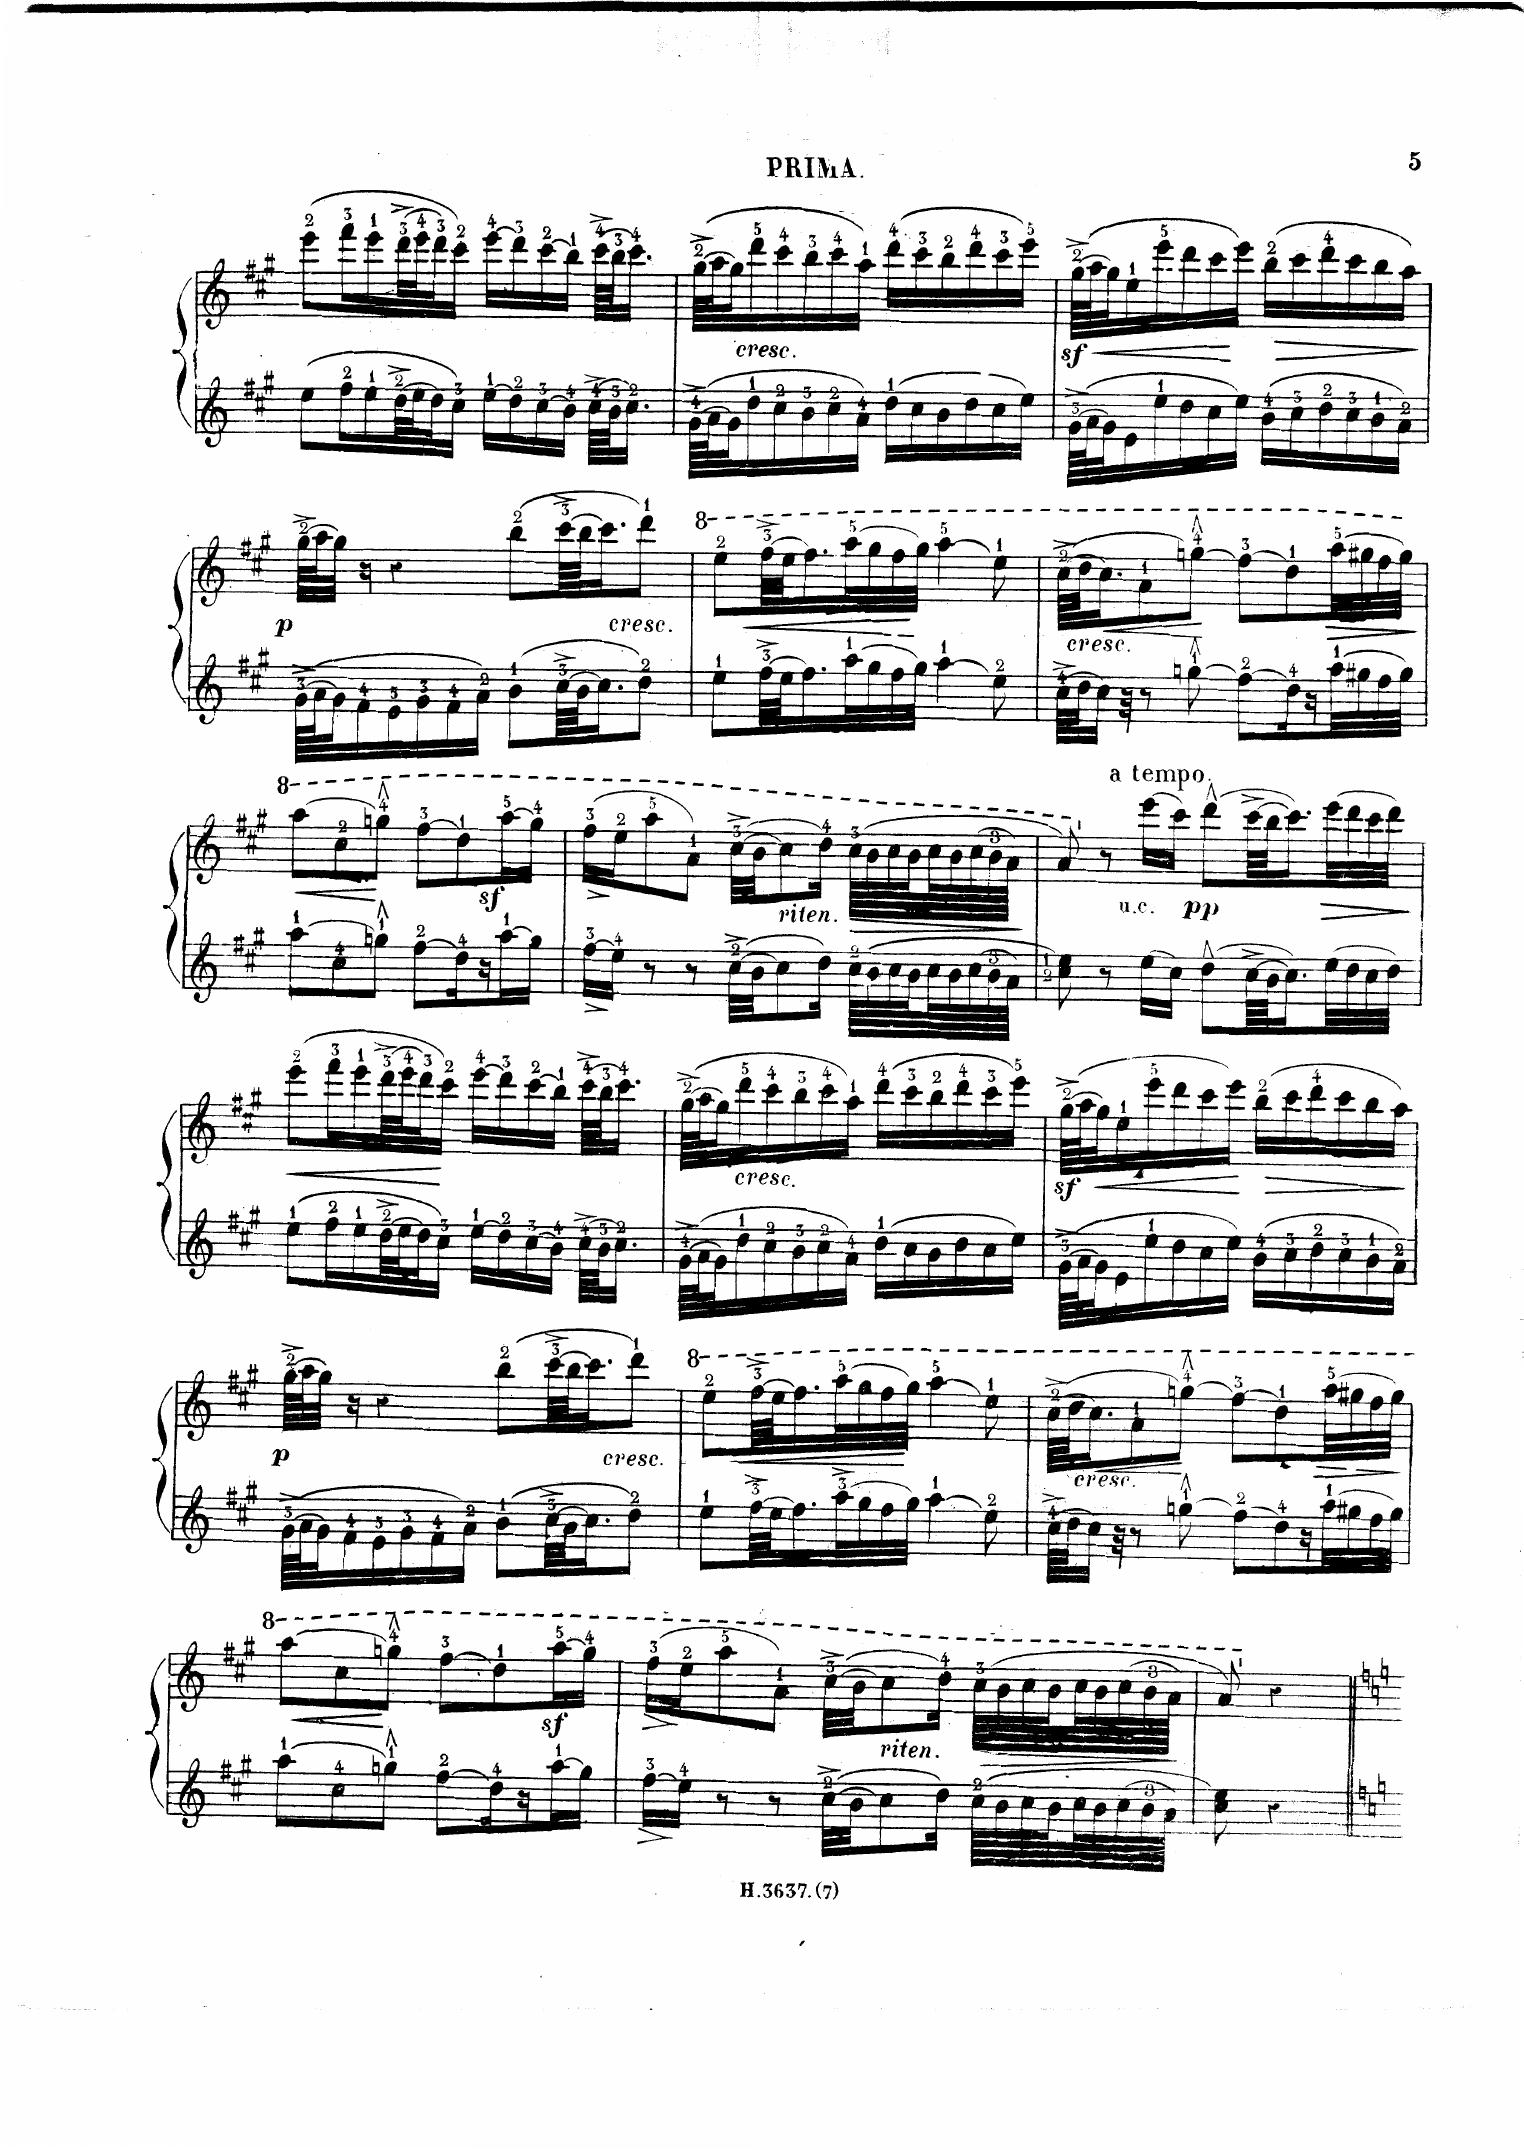 PRIMA.
5
cresc.
sf
p
cresc.
8
cresc.
8
a tempo.
sf
riten.
u.c.
pp
cresc.
sf
p
cresc.
8
cresc.
8
sf
riten.
H.3637.(7)